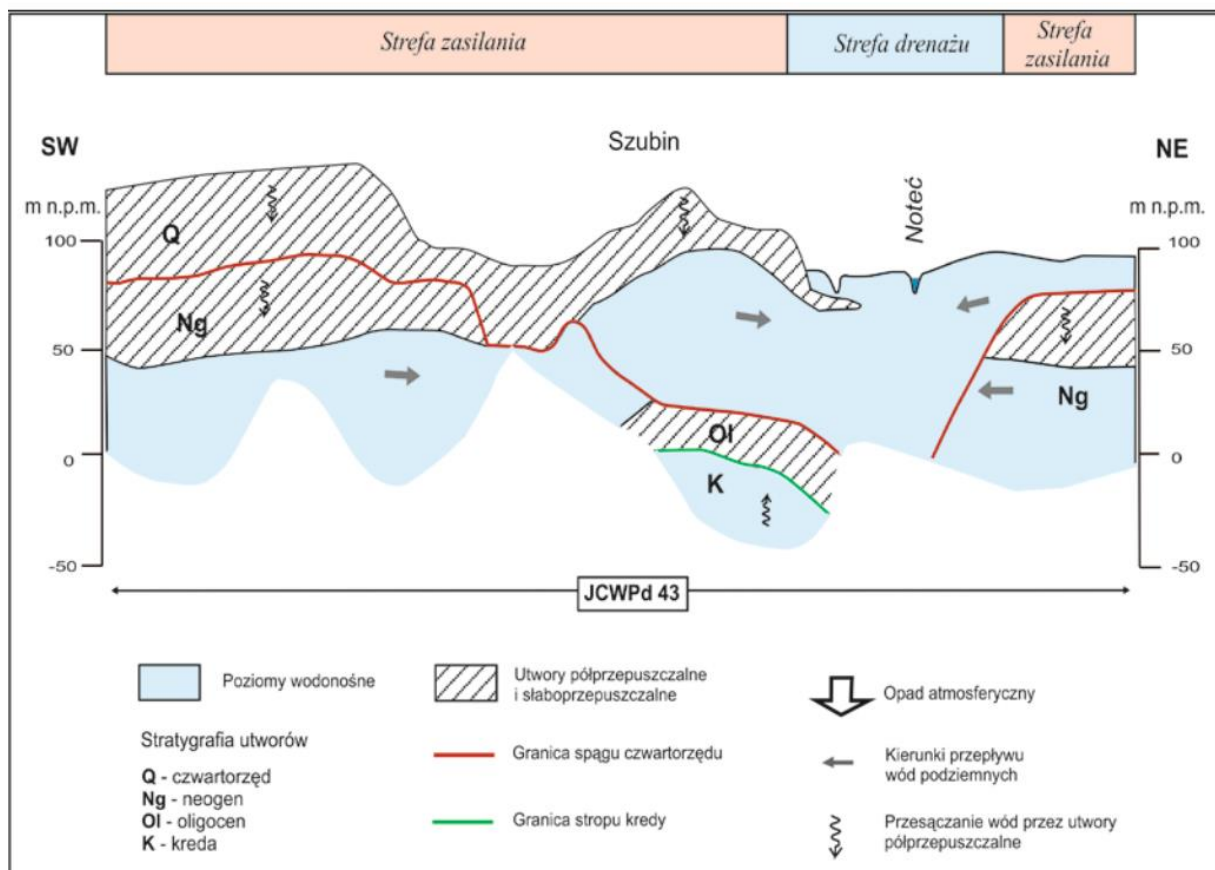 Strefa zasilania
Strefa drenażu
Strefa
zasilania
SW
Szubin
NE
m n.p.m.
Noteć
m n.p.m.
100
100
Q
Ng
50
50
Ng
Ol
0
0
K
-50
-50
JCWPd 43
Poziomy wodonośne
Utwory półprzepuszczalne
i słaboprzepuszczalne
Opad atmosferyczny
Stratygrafia utworów
Q - czwartorzęd
Ng - neogen
Ol - oligocen
K - kreda
Granica spągu czwartorzędu
Granica stropu kredy
Kierunki przepływu
wód podziemnych
Przesączanie wód przez utwory
półprzepuszczalne